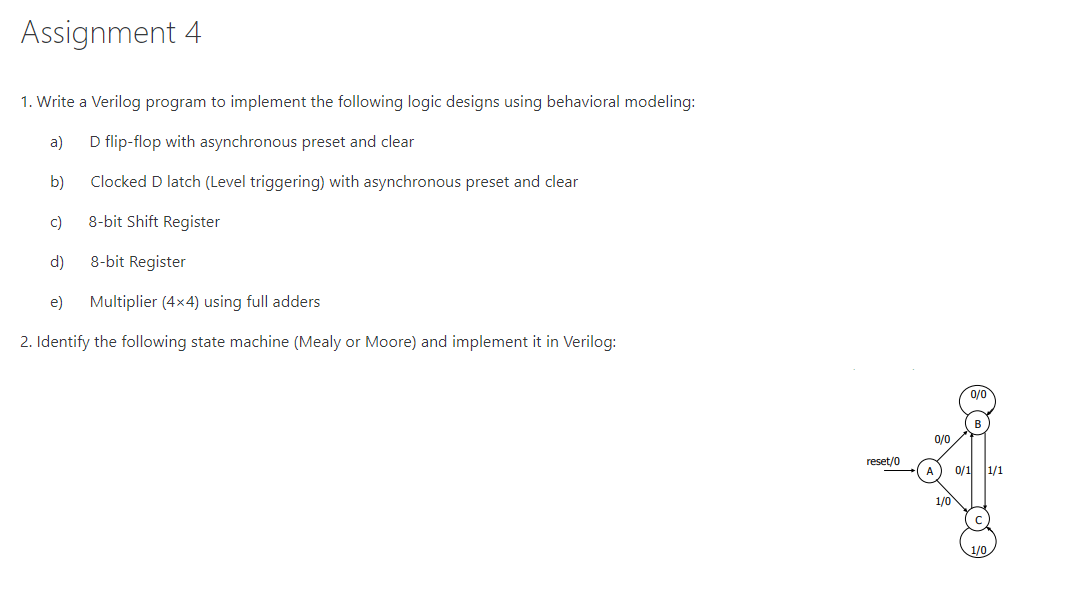 Assignment 4
1. Write a Verilog program to implement the following logic designs using behavioral modeling:
a) D flip-flop with asynchronous preset and clear
b) Clocked D latch (Level triggering) with asynchronous preset and clear
c) 8-bit Shift Register
d) 8-bit Register
e) Multiplier (4×4) using full adders
2. Identify the following state machine (Mealy or Moore) and implement it in Verilog:
0/0
B
0/0
reset/0
A
0/1
1/1
1/0
C
1/0